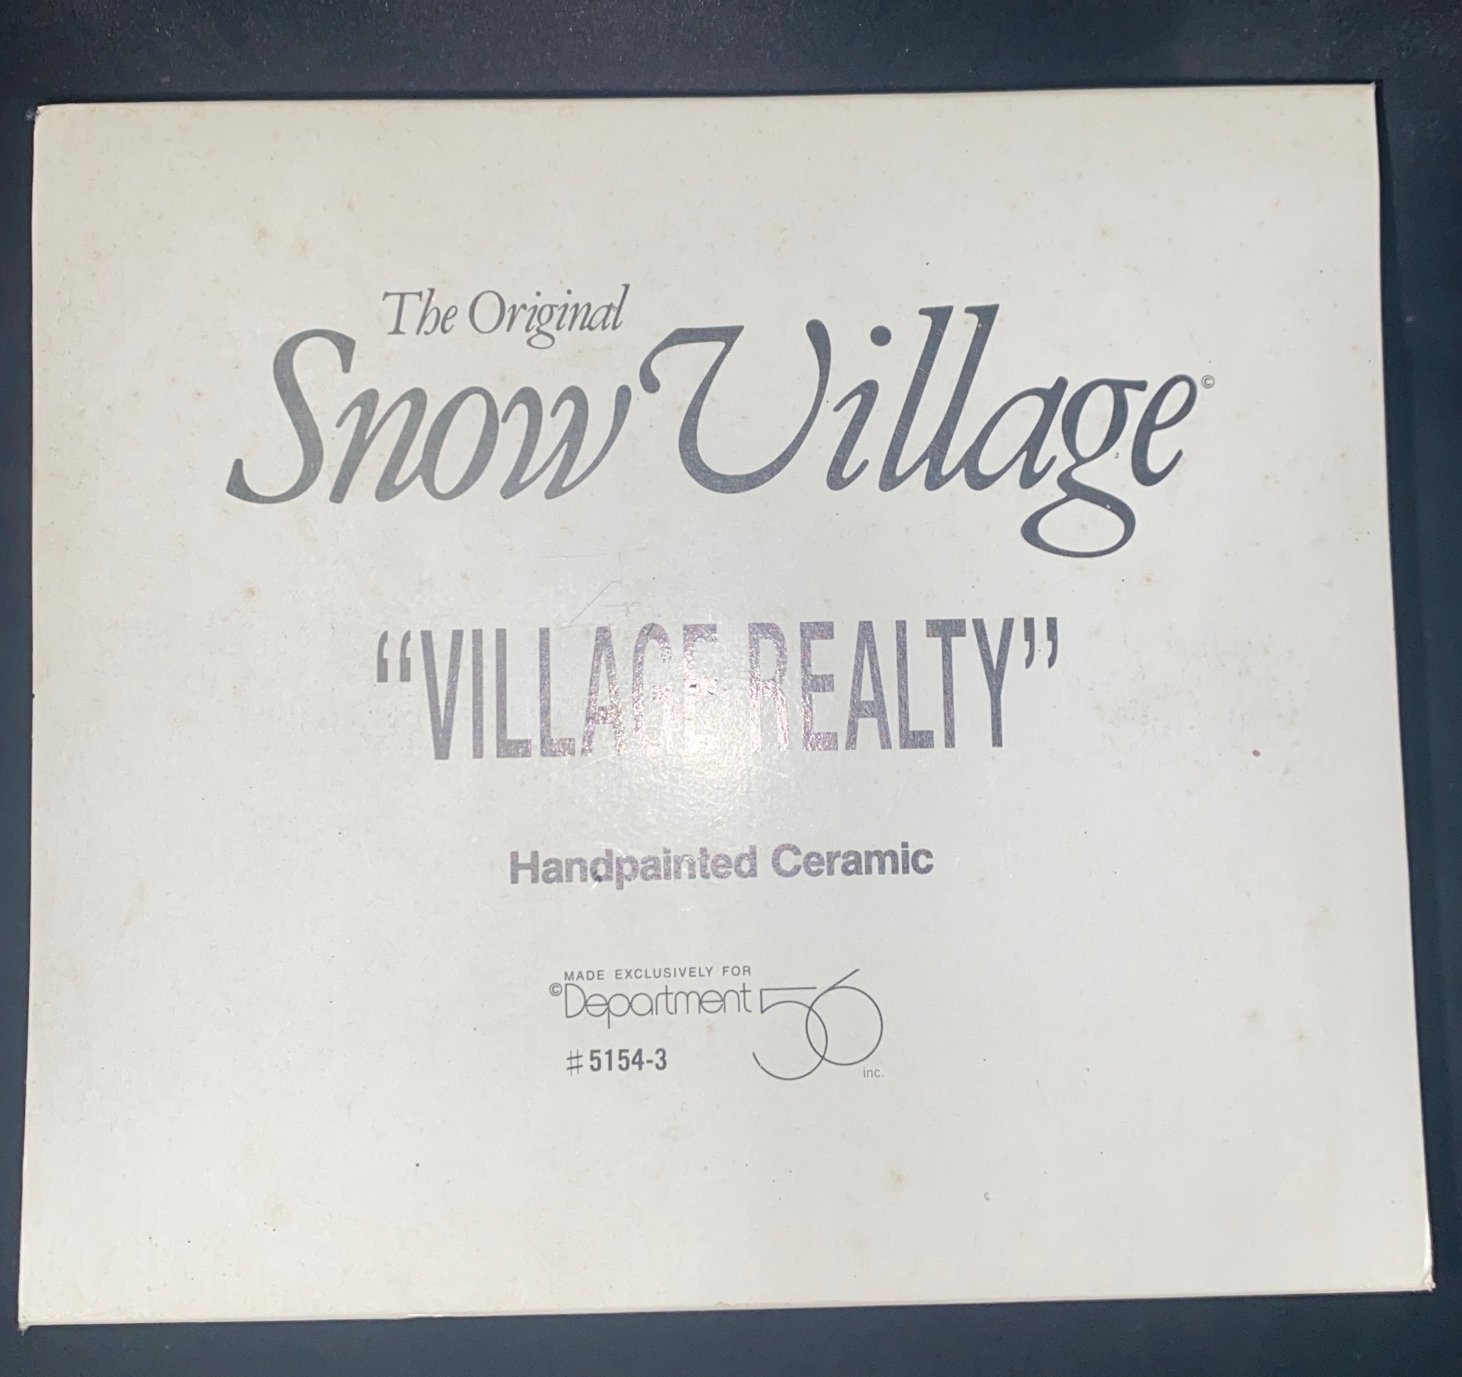 The Original
Snow Village©
“VILLAGE REALTY”
Handpainted Ceramic
MADE EXCLUSIVELY FOR
©Department 56
inc.
#5154-3